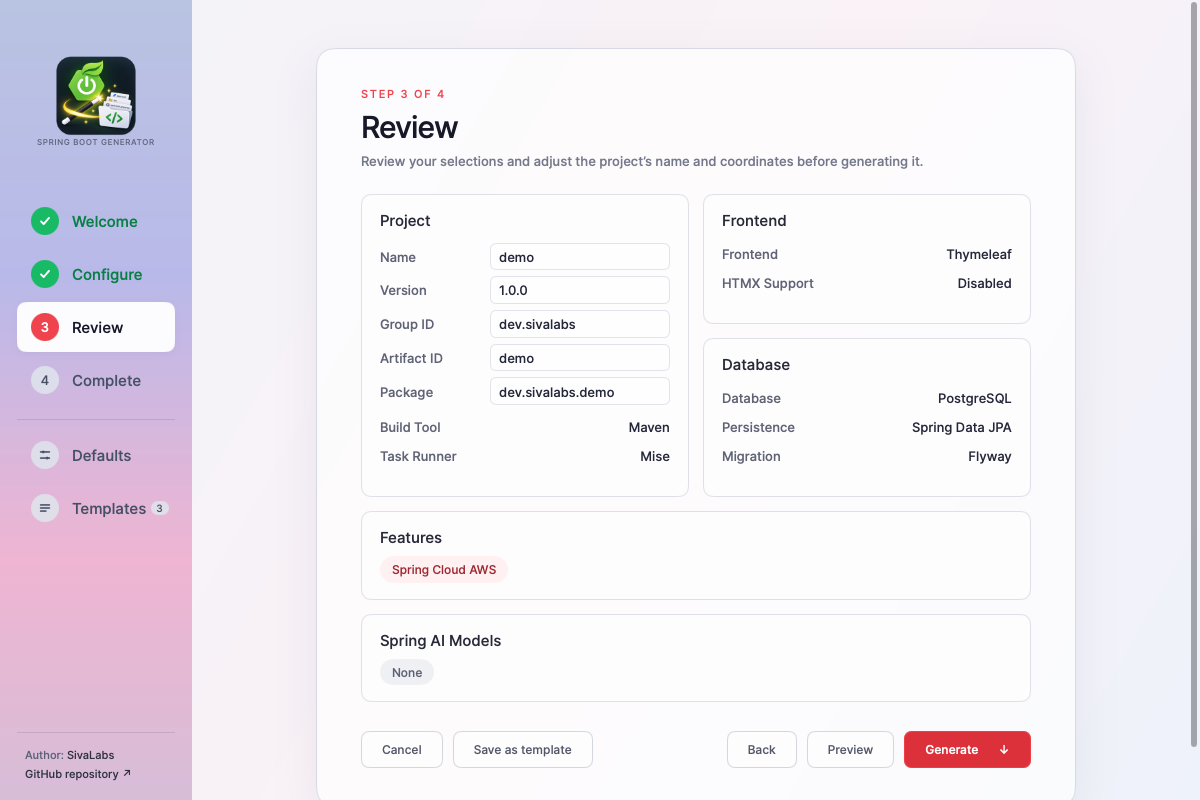 SPRING BOOT GENERATOR
Welcome
Configure
3 Review
4 Complete
Defaults
Templates 3
Author: SivaLabs
GitHub repository ↗
STEP 3 OF 4
Review
Review your selections and adjust the project's name and coordinates before generating it.
Project
Name demo
Version 1.0.0
Group ID dev.sivalabs
Artifact ID demo
Package dev.sivalabs.demo
Build Tool Maven
Task Runner Mise
Frontend
Frontend Thymeleaf
HTMX Support Disabled
Database
Database PostgreSQL
Persistence Spring Data JPA
Migration Flyway
Features
Spring Cloud AWS
Spring AI Models
None
Cancel Save as template Back Preview Generate ↓